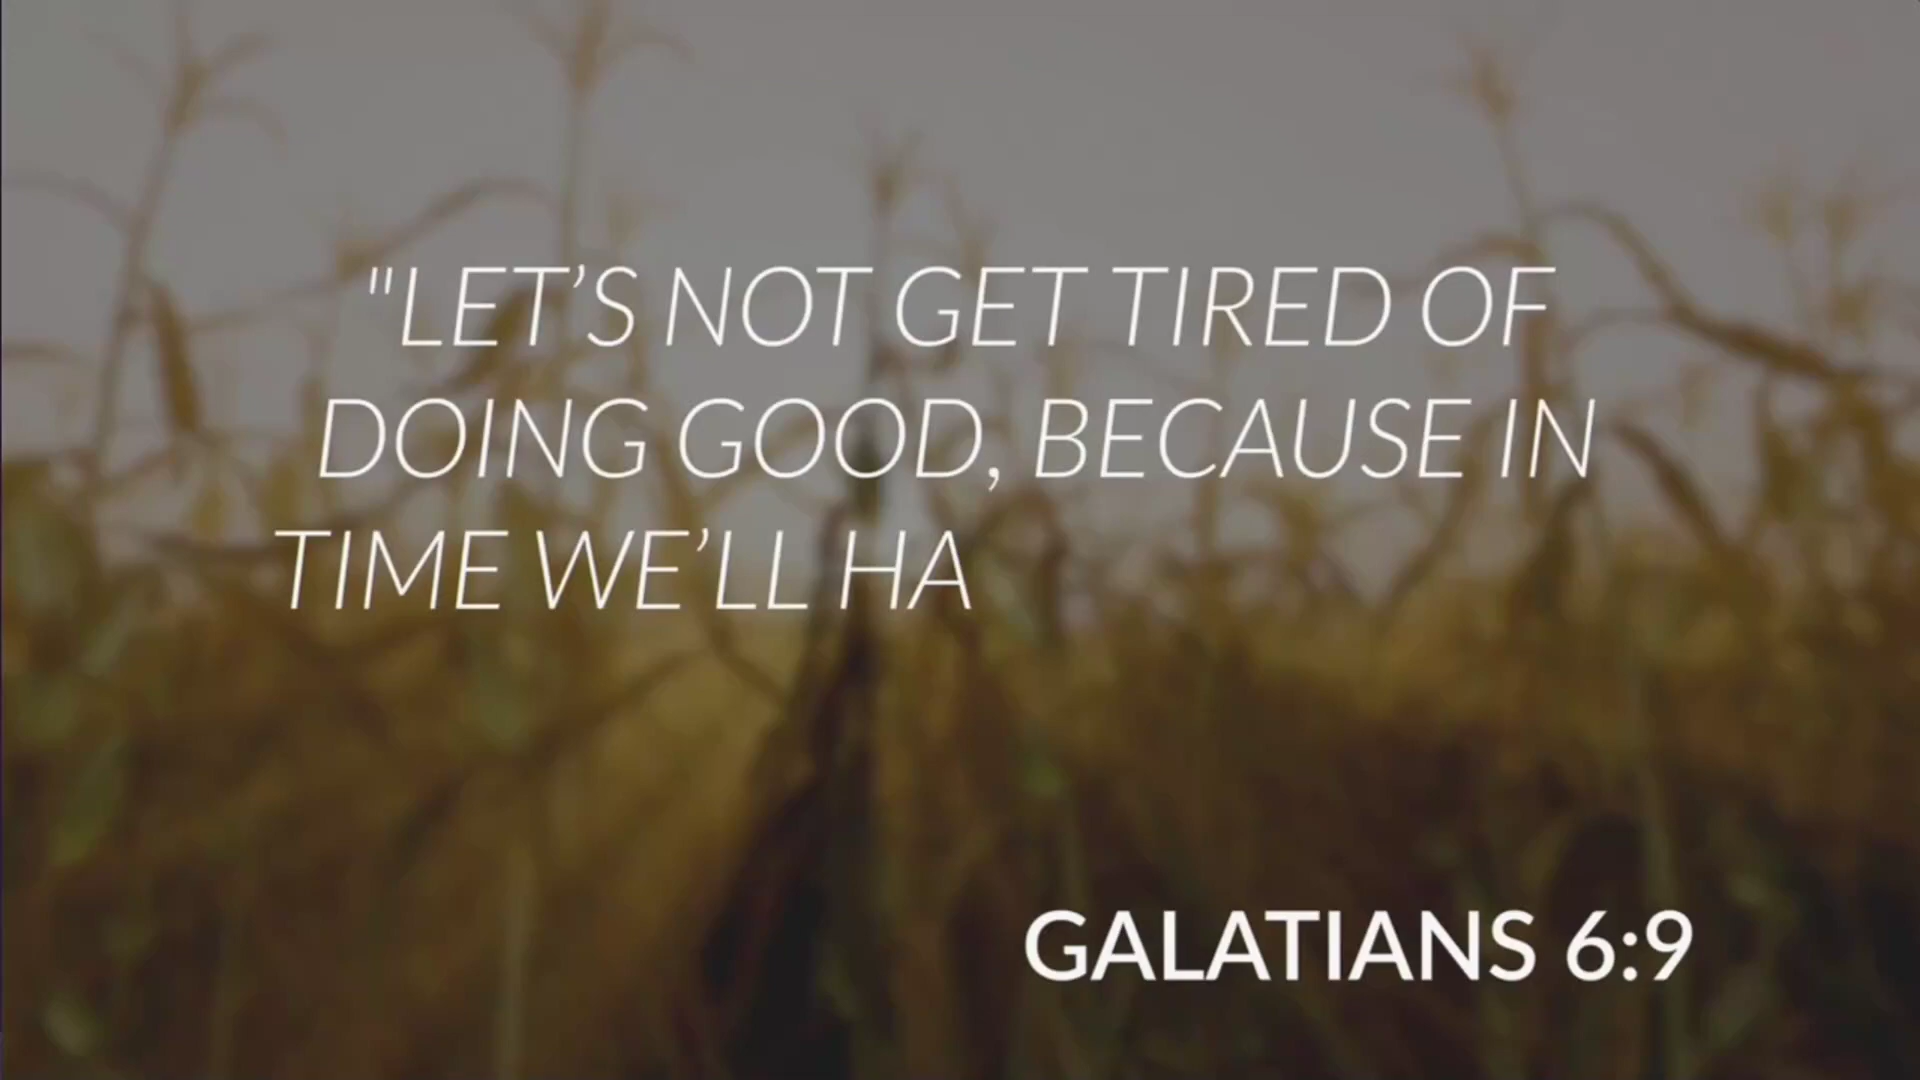 "LET’S NOT GET TIRED OF
DOING GOOD, BECAUSE IN
TIME WE’LL HA
GALATIANS 6:9